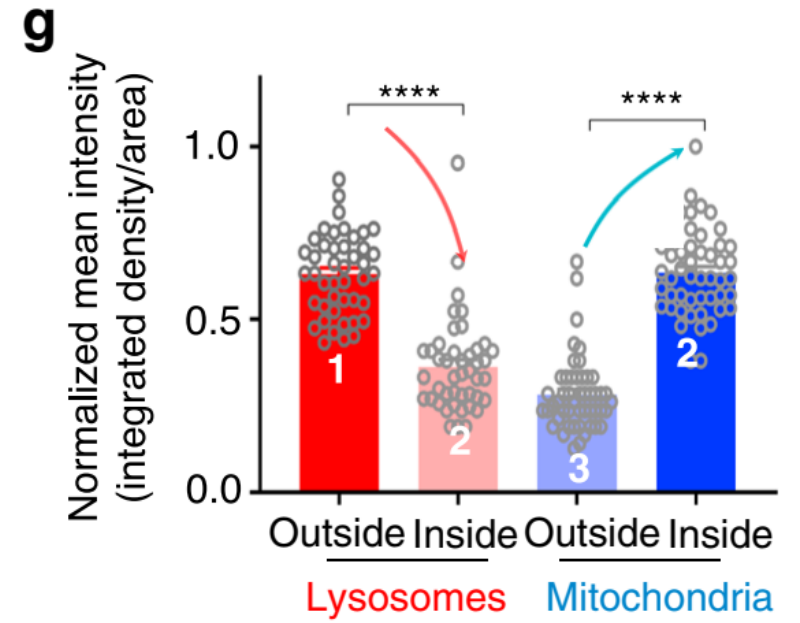 g
Normalized mean intensity
(integrated density/area)
1.0
0.5
0.0
****
****
1
2
3
2
Outside Inside Outside Inside
Lysosomes Mitochondria